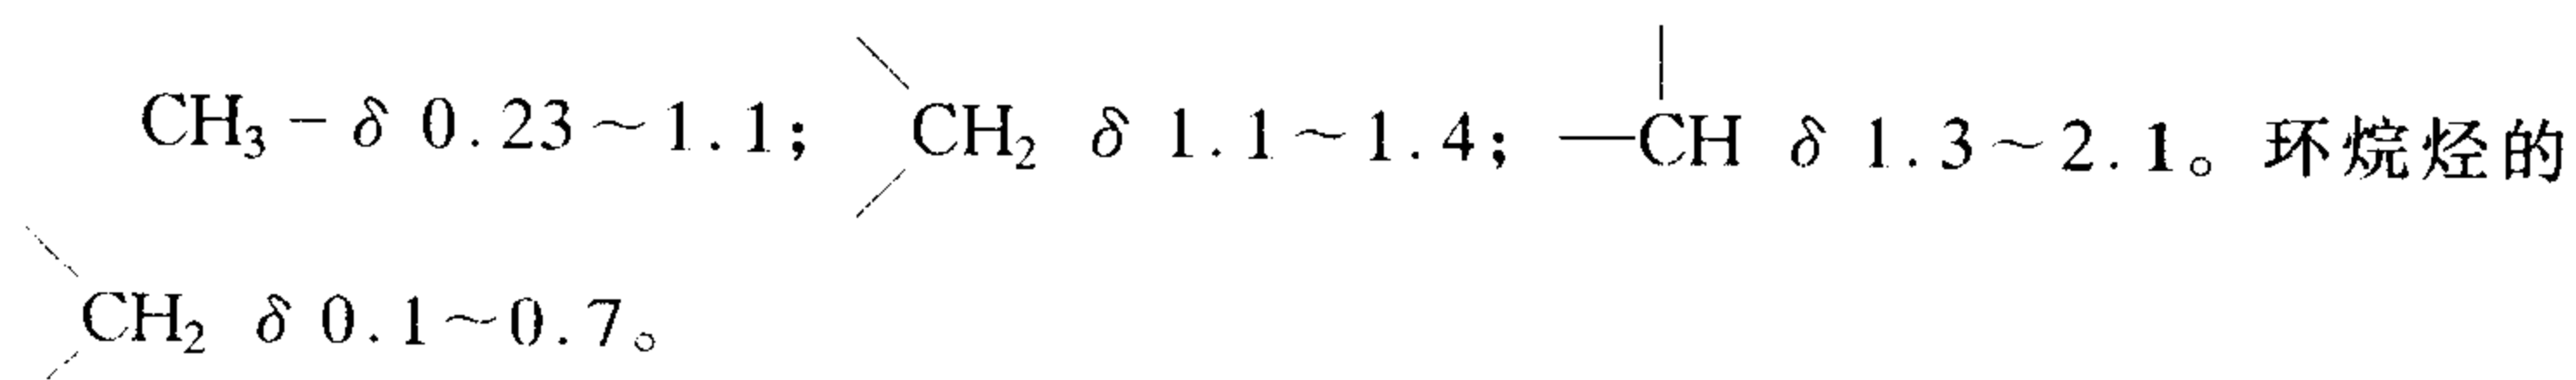 CH₃－δ 0.23～1.1； CH₂ δ 1.1～1.4；—CH δ 1.3～2.1。环烷烃的
CH₂ δ 0.1～0.7。